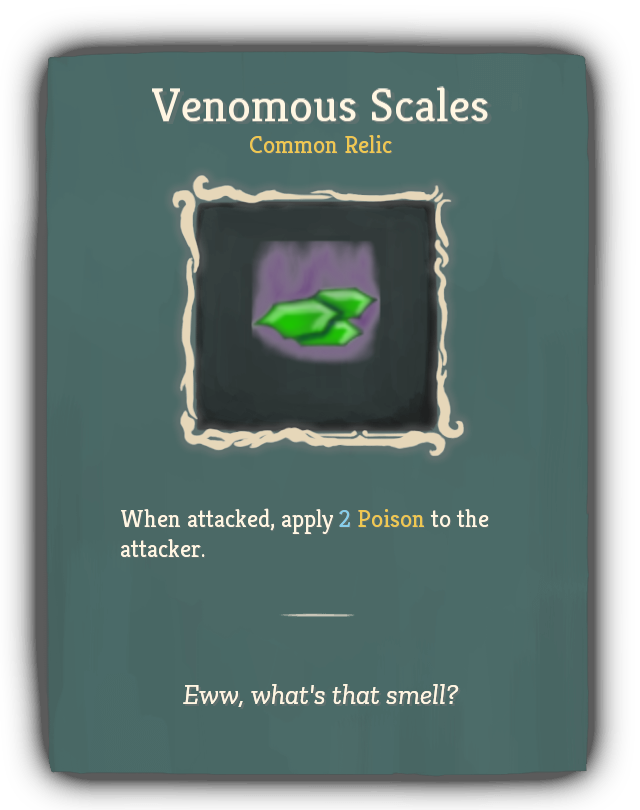 Venomous Scales
Common Relic
When attacked, apply 2 Poison to the
attacker.
Eww, what's that smell?